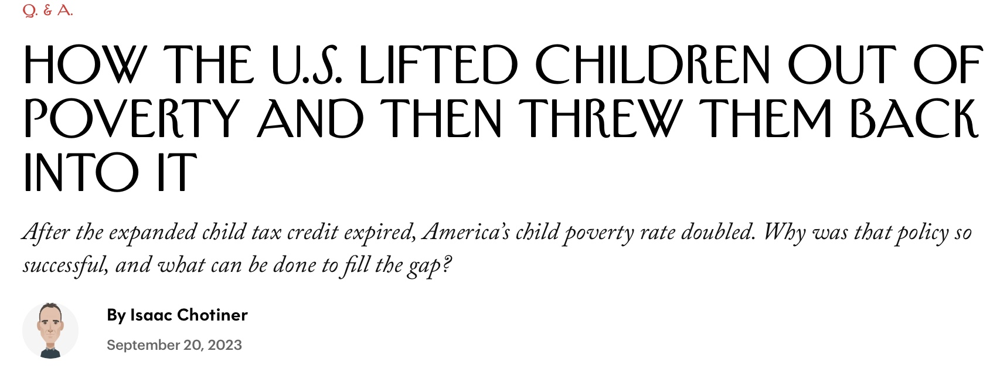 Q. & A.
HOW THE U.S. LIFTED CHILDREN OUT OF
POVERTY AND THEN THREW THEM BACK
INTO IT
After the expanded child tax credit expired, America’s child poverty rate doubled. Why was that policy so
successful, and what can be done to fill the gap?
By Isaac Chotiner
September 20, 2023